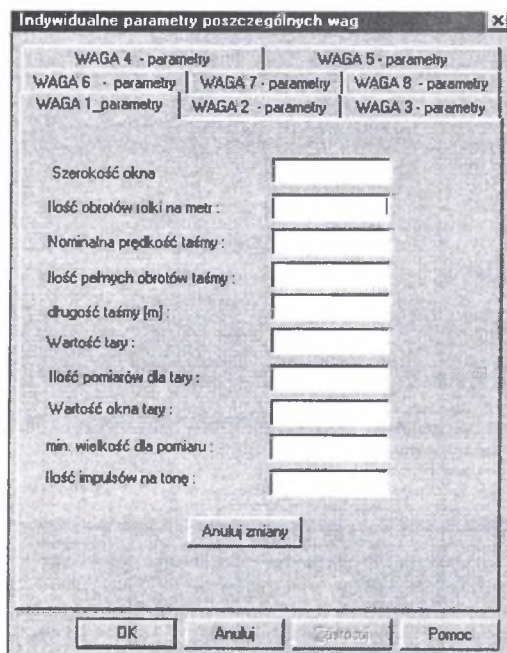 Indywidualne parametry poszczególnych wag
WAGA 4 - parametry WAGA 5 - parametry
WAGA 6 - parametry WAGA 7 - parametry WAGA 8 - parametry
WAGA 1_parametry WAGA 2 - parametry WAGA 3 - parametry
Szerokość okna
Ilość obrotów rolki na metr :
Nominalna prędkość taśmy :
Ilość pełnych obrotów taśmy :
długość taśmy [m] :
Wartość tary :
Ilość pomiarów dla tary :
Wartość okna tary :
min. wielkość dla pomiaru :
Ilość impulsów na tonę :
Anuluj zmiany
OK Anuluj Zastosuj Pomoc